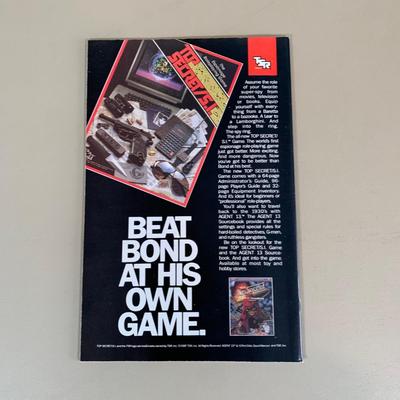 TSR
the
Espionage
Roleplaying Game
TOP
SECRET/S.I.
Assume the role
of your favorite
super-spy from
movies, television
or books. Equip
yourself with every-
thing from a Baretta
to a bazooka. A Lear to
a Lamborghini. And
step into the ring.
The spy ring.
The all new TOP SECRET/
S.I.™ Game. The world's first
espionage role-playing game
just got better. More exciting.
And more dangerous. Now
you've got to be better than
Bond at his best.
The new TOP SECRET/S.I.
Game comes with a 64-page
Administrator's Guide, 96-
page Player's Guide and 32-
page Equipment Inventory.
And it's ideal for beginners or
"professional" role-players.
You'll also want to travel
back to the 1930's with
AGENT 13.™ The AGENT 13
Sourcebook provides all the
settings and special rules for
hard-boiled detectives, G-men,
and ruthless gangsters.
Be on the lookout for the new
TOP SECRET/S.I. Game
and the AGENT 13 Source-
book. And get into the game.
Available at most toy and
hobby stores.
BEAT
BOND
AT HIS
OWN
GAME.